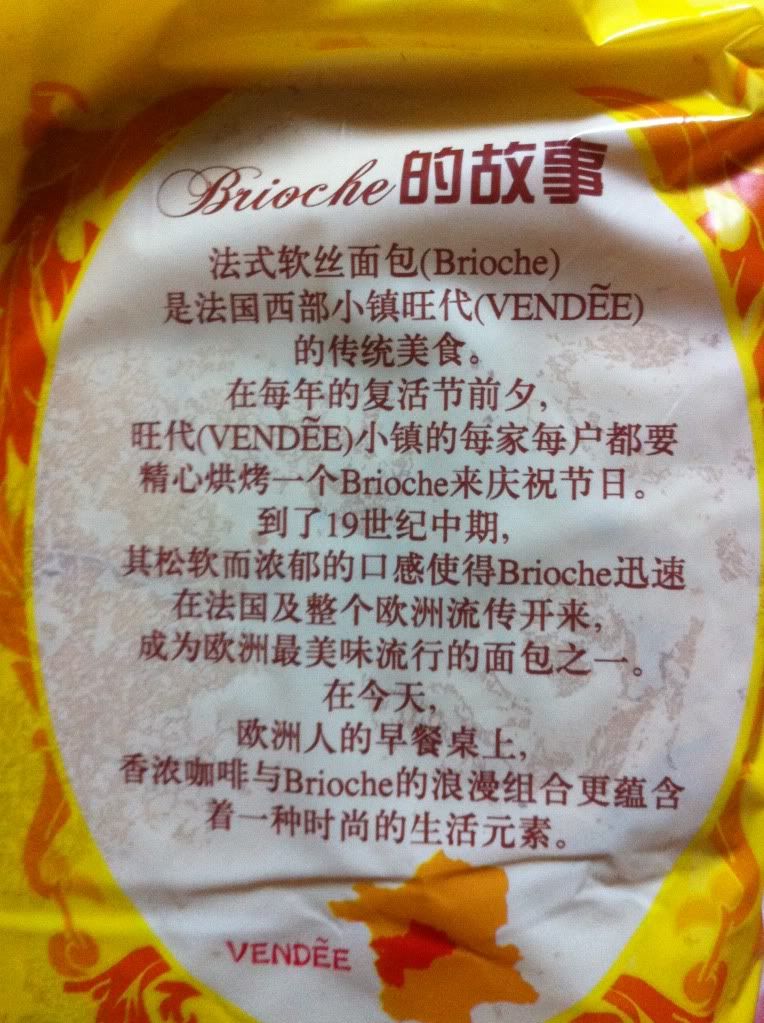 Brioche的故事
法式软丝面包(Brioche)
是法国西部小镇旺代(VENDẼE)
的传统美食。
在每年的复活节前夕,
旺代(VENDẼE)小镇的每家每户都要
精心烘烤一个Brioche来庆祝节日。
到了19世纪中期,
其松软而浓郁的口感使得Brioche迅速
在法国及整个欧洲流传开来,
成为欧洲最美味流行的面包之一。
在今天,
欧洲人的早餐桌上,
香浓咖啡与Brioche的浪漫组合更蕴含
着一种时尚的生活元素。
VENDẼE